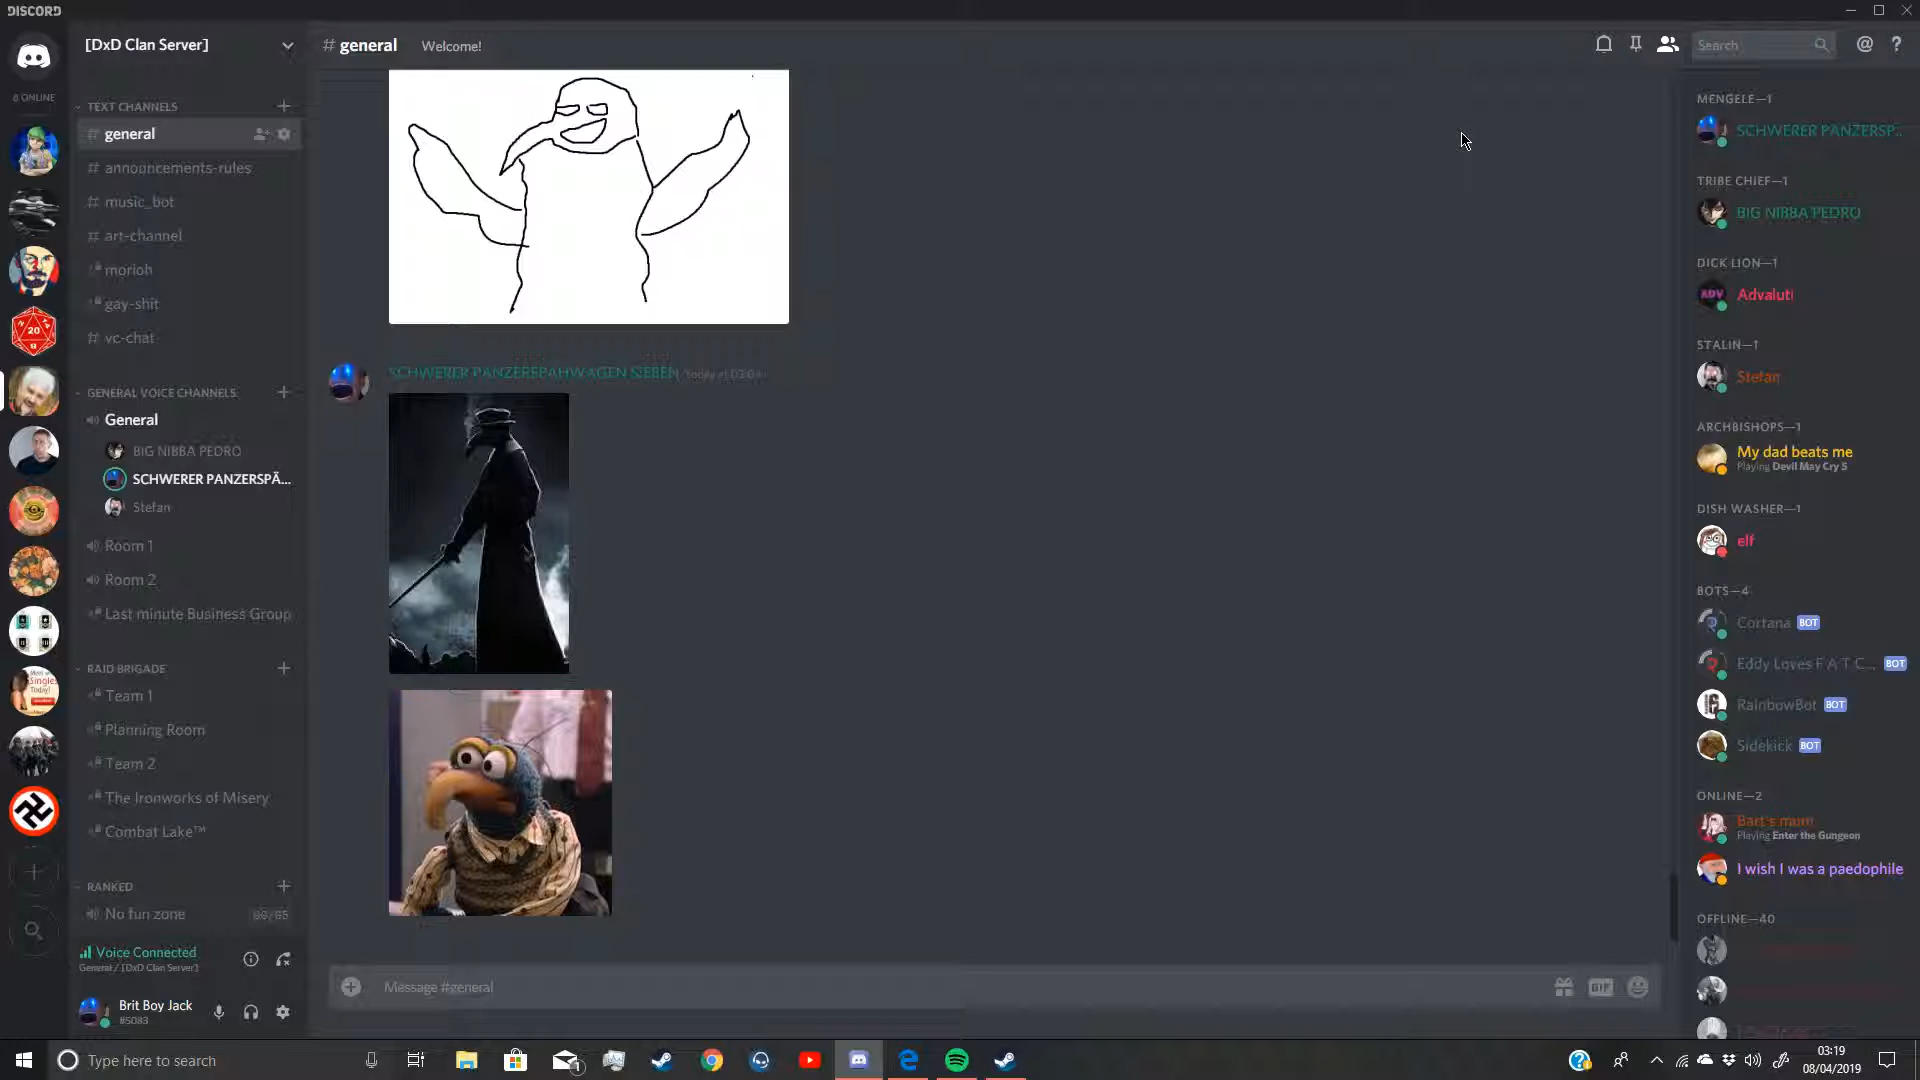 DISCORD
[DxD Clan Server]
# general
Welcome!
Search
8 ONLINE
TEXT CHANNELS
# general
# announcements-rules
# music_bot
# art-channel
morioh
gay-shit
# vc-chat
GENERAL VOICE CHANNELS
General
BIG NIBBA PEDRO
SCHWERER PANZERSPÄ...
Stefan
Room 1
Room 2
Last minute Business Group
RAID BRIGADE
Team 1
Planning Room
Team 2
The Ironworks of Misery
Combat Lake™
RANKED
No fun zone
Voice Connected
General / [DxD Clan Server]
Brit Boy Jack
#5083
SCHWERER PANZERSPÄHWAGEN SIEBEN
Message #general
GIF
MENGELE—1
SCHWERER PANZERSP...
TRIBE CHIEF—1
BIG NIBBA PEDRO
DICK LION—1
ADV
Advaluti
STALIN—1
Stefan
ARCHBISHOPS—1
My dad beats me
Playing Devil May Cry 5
DISH WASHER—1
elf
BOTS—4
Cortana BOT
Eddy Loves F A T C... BOT
RainbowBot BOT
Sidekick BOT
ONLINE—2
Bart's mum
Playing Enter the Gungeon
I wish I was a paedophile
OFFLINE—40
Type here to search
03:19
08/04/2019